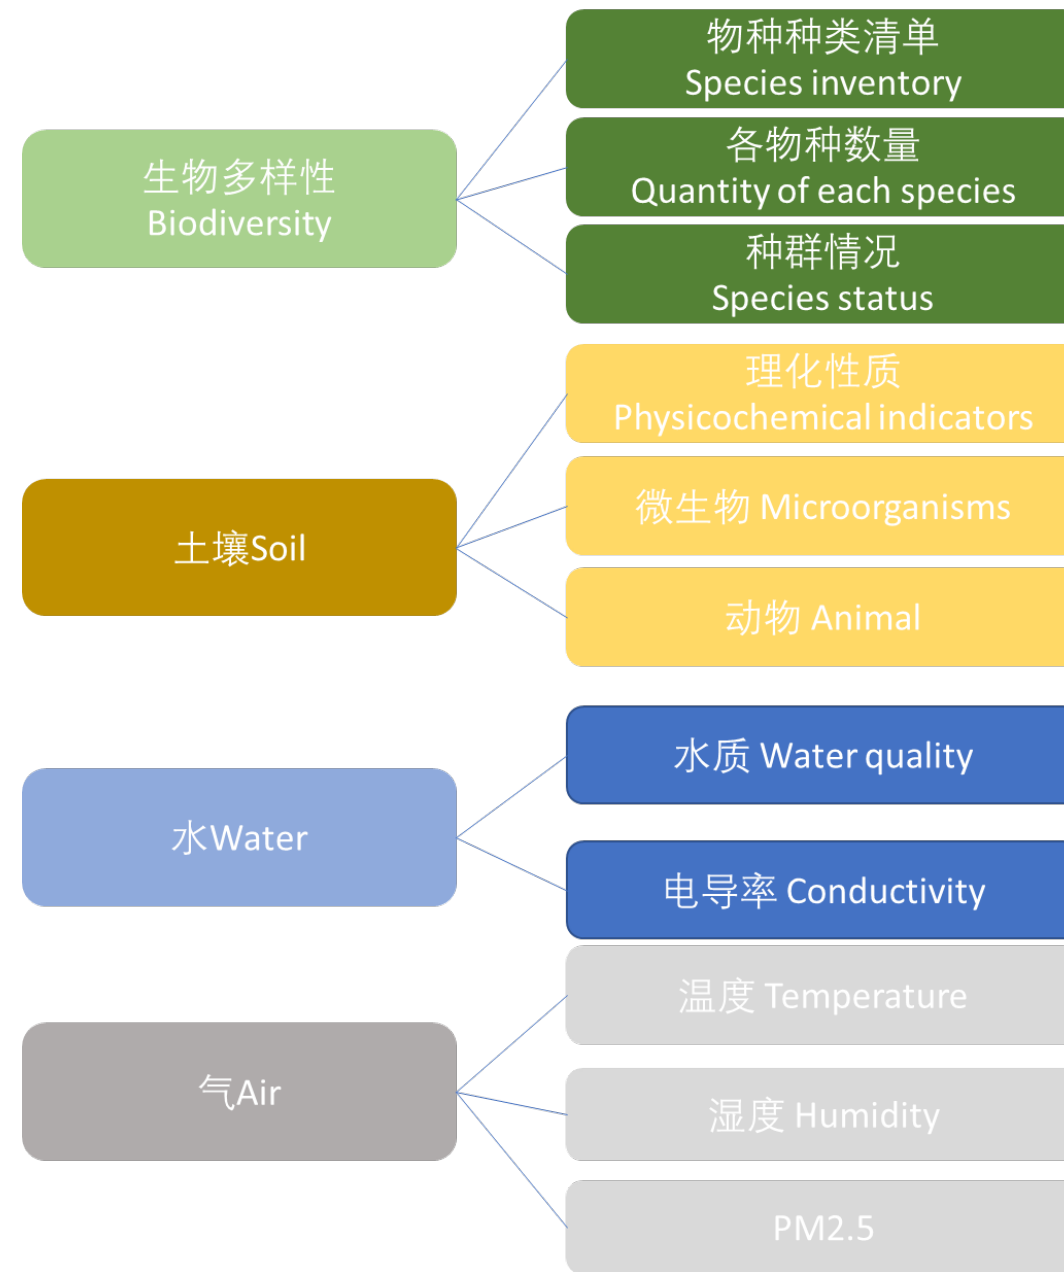 生物多样性
Biodiversity
物种种类清单
Species inventory
各物种数量
Quantity of each species
种群情况
Species status
土壤Soil
理化性质
Physicochemical indicators
微生物 Microorganisms
动物 Animal
水Water
水质 Water quality
电导率 Conductivity
气Air
温度 Temperature
湿度 Humidity
PM2.5